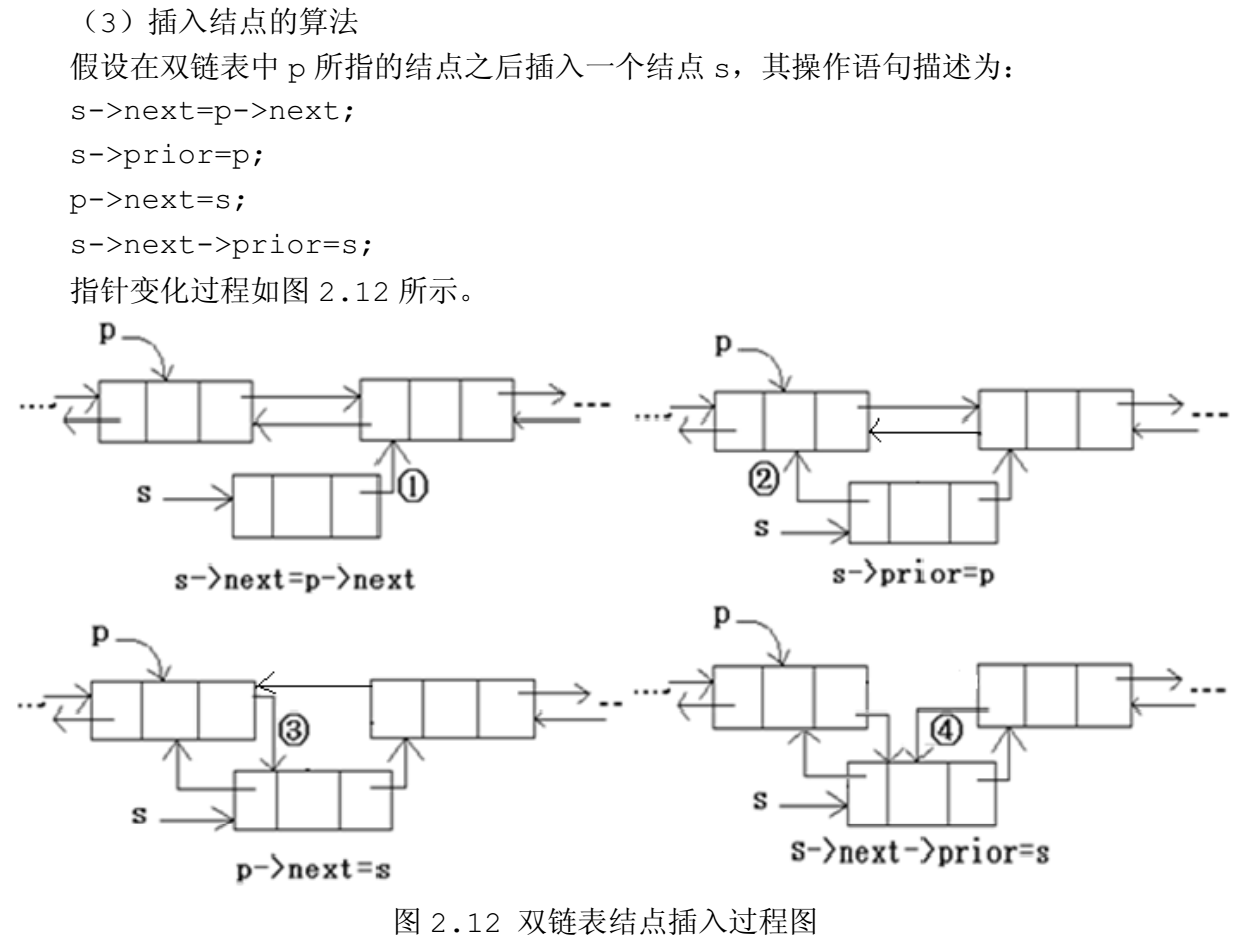 （3）插入结点的算法
假设在双链表中 p 所指的结点之后插入一个结点 s，其操作语句描述为：
s->next=p->next;
s->prior=p;
p->next=s;
s->next->prior=s;
指针变化过程如图 2.12 所示。
p
p
①
s
②
s
s->next=p->next
s->prior=p
p
p
③
④
s
s
p->next=s
s->next->prior=s
图 2.12 双链表结点插入过程图